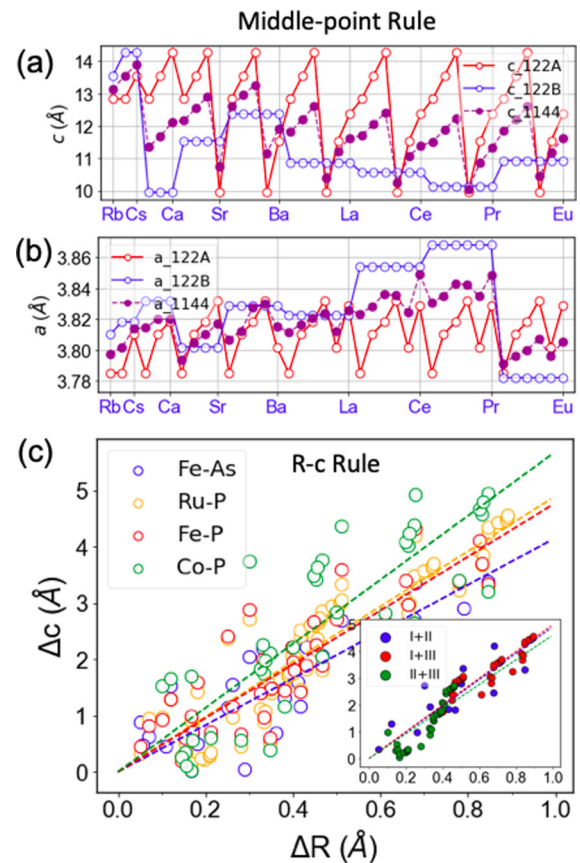 Middle-point Rule
(a)
14
13
12
11
10
c (Å)
c_122A
c_122B
c_1144
Rb Cs Ca Sr Ba La Ce Pr Eu
(b)
3.86
3.84
3.82
3.80
3.78
a (Å)
a_122A
a_122B
a_1144
Rb Cs Ca Sr Ba La Ce Pr Eu
(c)
R-c Rule
Fe-As
Ru-P
Fe-P
Co-P
5
4
3
2
1
0
Δc (Å)
I+II
I+III
II+III
5
4
3
2
1
0
0.0 0.2 0.4 0.6 0.8 1.0
0.0 0.2 0.4 0.6 0.8 1.0
ΔR (Å)